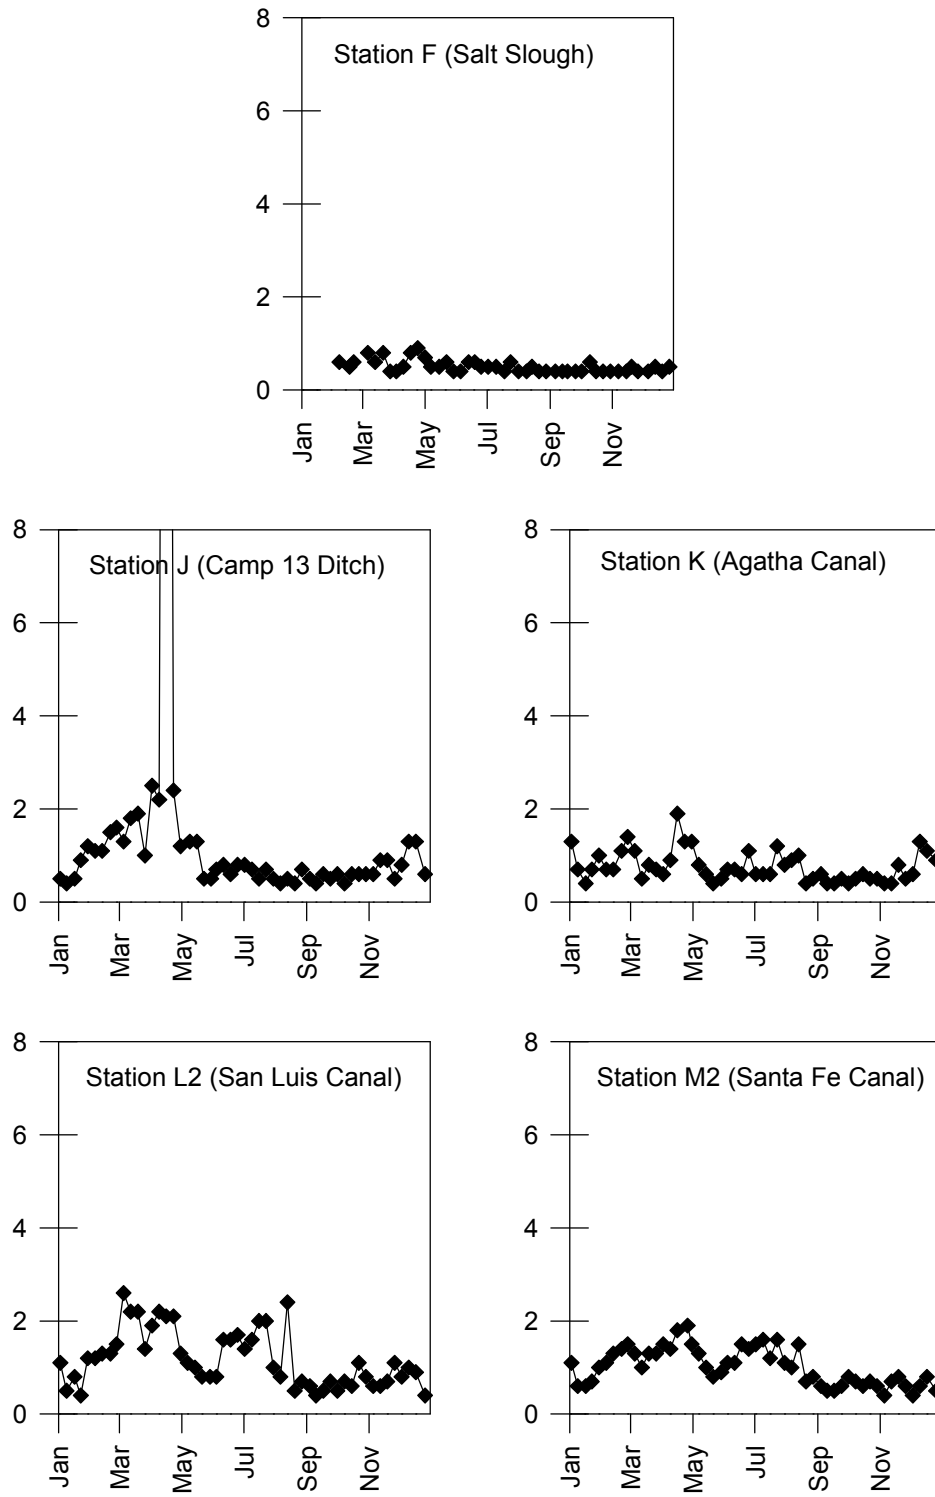 8
Station F (Salt Slough)
6
4
2
0
Jan
Mar
May
Jul
Sep
Nov
8
Station J (Camp 13 Ditch)
6
4
2
0
Jan
Mar
May
Jul
Sep
Nov
8
Station K (Agatha Canal)
6
4
2
0
Jan
Mar
May
Jul
Sep
Nov
8
Station L2 (San Luis Canal)
6
4
2
0
Jan
Mar
May
Jul
Sep
Nov
8
Station M2 (Santa Fe Canal)
6
4
2
0
Jan
Mar
May
Jul
Sep
Nov